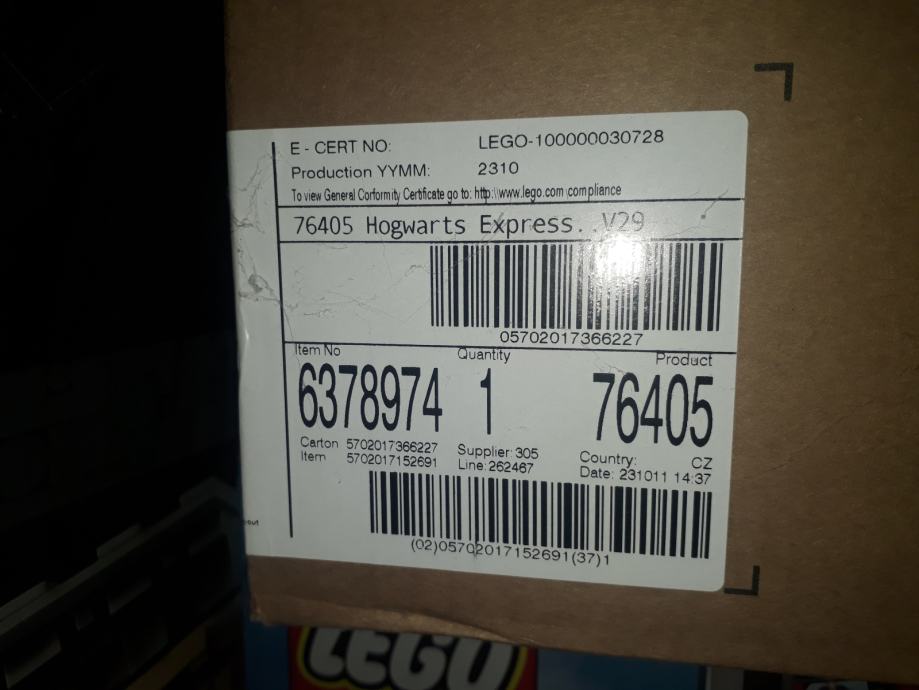 E - CERT NO: LEGO-100000030728
Production YYMM: 2310
To view General Corformity Certificate go to: http:\\www.lego.com\compliance
76405 Hogwarts Express..V29
05702017366227
Item No Quantity Product
6378974 1 76405
Carton 5702017366227 Supplier: 305 Country: CZ
Item 5702017152691 Line: 262467 Date: 231011 14:37
(02)05702017152691(37)1
LEGO